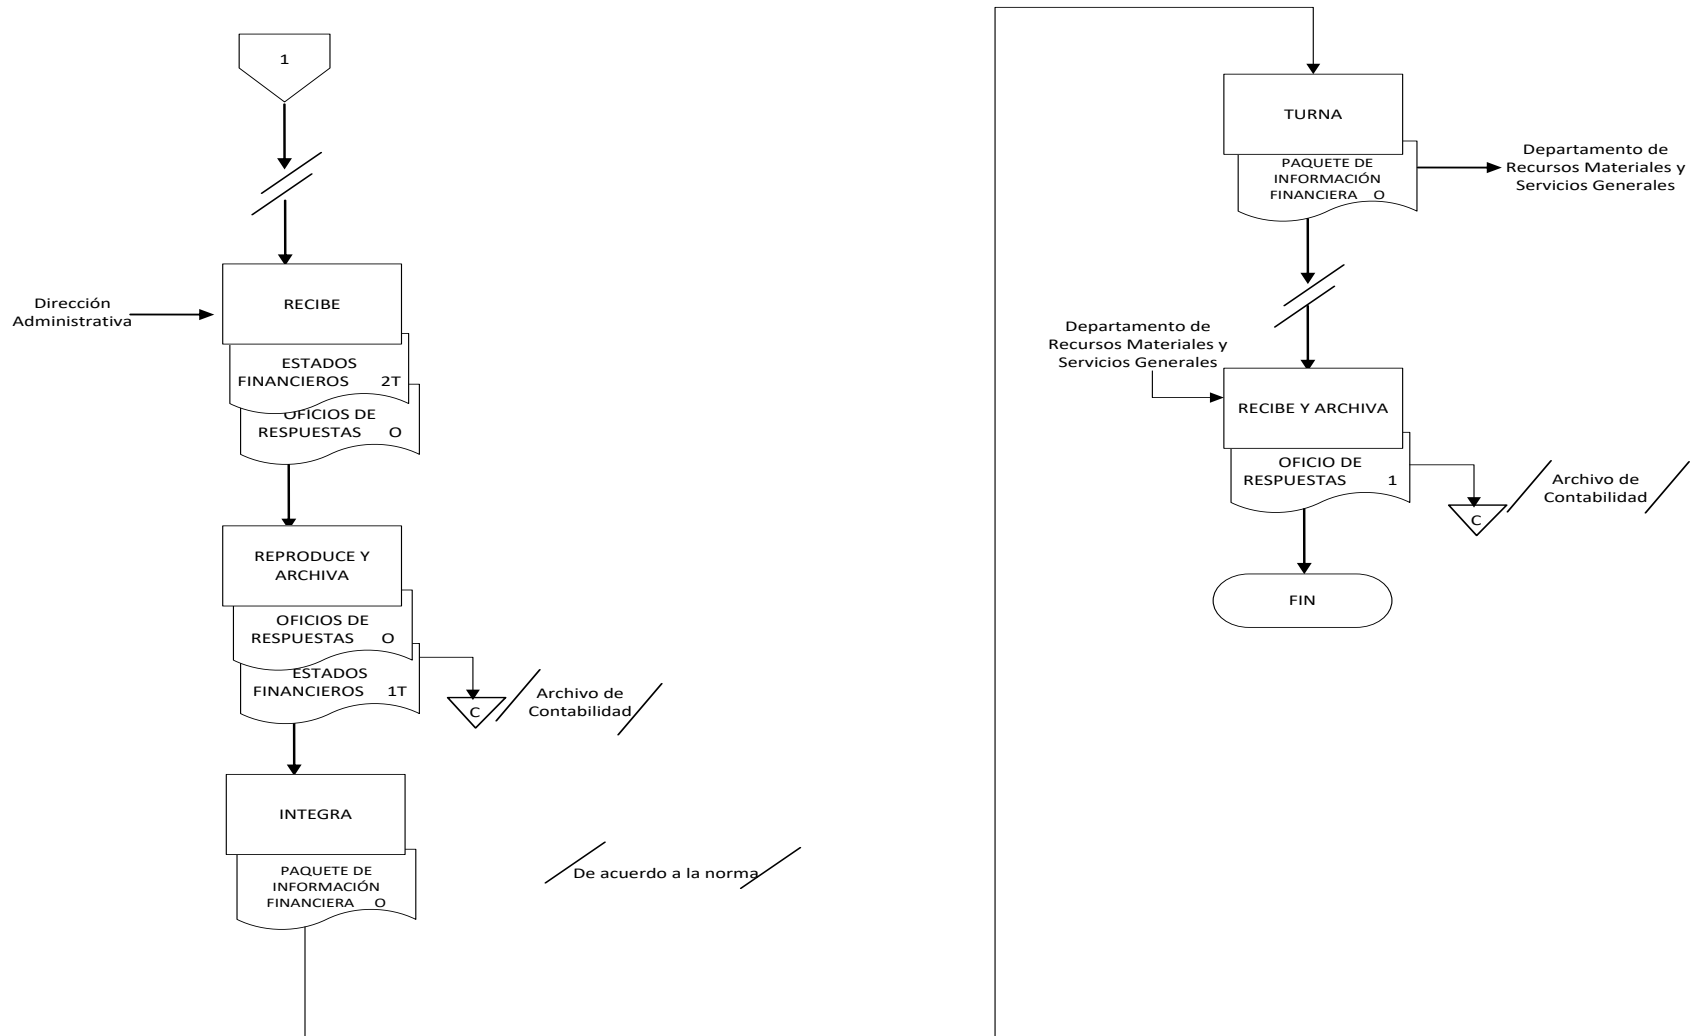 1
RECIBE
Dirección
Administrativa
ESTADOS
FINANCIEROS 2T
OFICIOS DE
RESPUESTAS O
REPRODUCE Y
ARCHIVA
OFICIOS DE
RESPUESTAS O
ESTADOS
FINANCIEROS 1T
C
Archivo de
Contabilidad
INTEGRA
PAQUETE DE
INFORMACIÓN
FINANCIERA O
De acuerdo a la norma
TURNA
PAQUETE DE
INFORMACIÓN
FINANCIERA O
Departamento de
Recursos Materiales y
Servicios Generales
Departamento de
Recursos Materiales y
Servicios Generales
RECIBE Y ARCHIVA
OFICIO DE
RESPUESTAS 1
C
Archivo de
Contabilidad
FIN